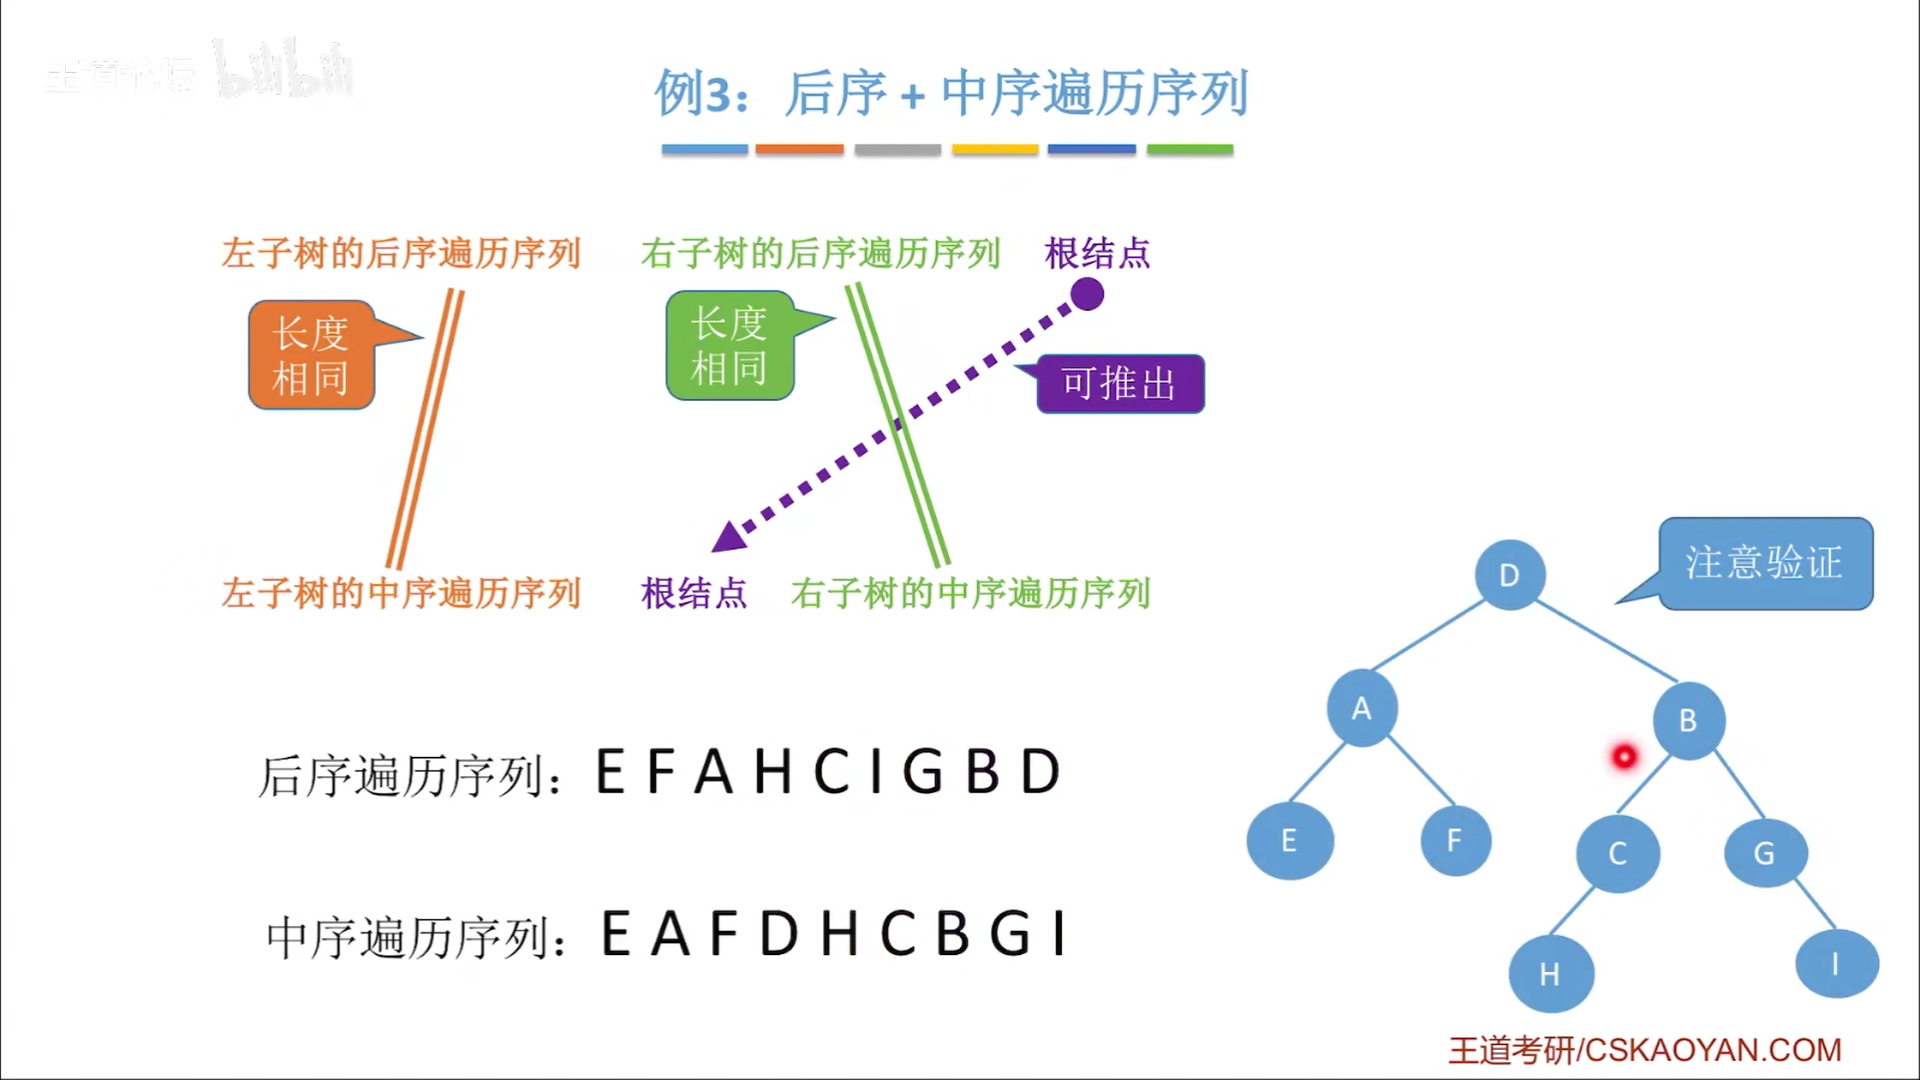 王道论坛 bilibili
例3：后序 + 中序遍历序列
左子树的后序遍历序列 右子树的后序遍历序列 根结点
长度
相同
长度
相同
可推出
左子树的中序遍历序列 根结点 右子树的中序遍历序列
注意验证
D
A B
E F C G
H I
后序遍历序列：E F A H C I G B D
中序遍历序列：E A F D H C B G I
王道考研/CSKAOYAN.COM